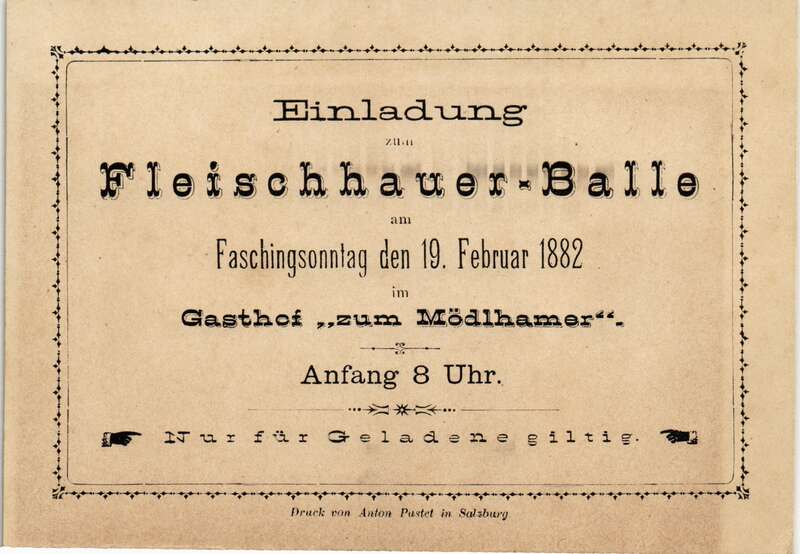 Einladung
zum
Fleischhauer-Balle
am
Faschingsonntag den 19. Februar 1882
im
Gasthof „zum Mödlhamer“.
Anfang 8 Uhr.
Nur für Geladene giltig.
Druck von Anton Pustet in Salzburg